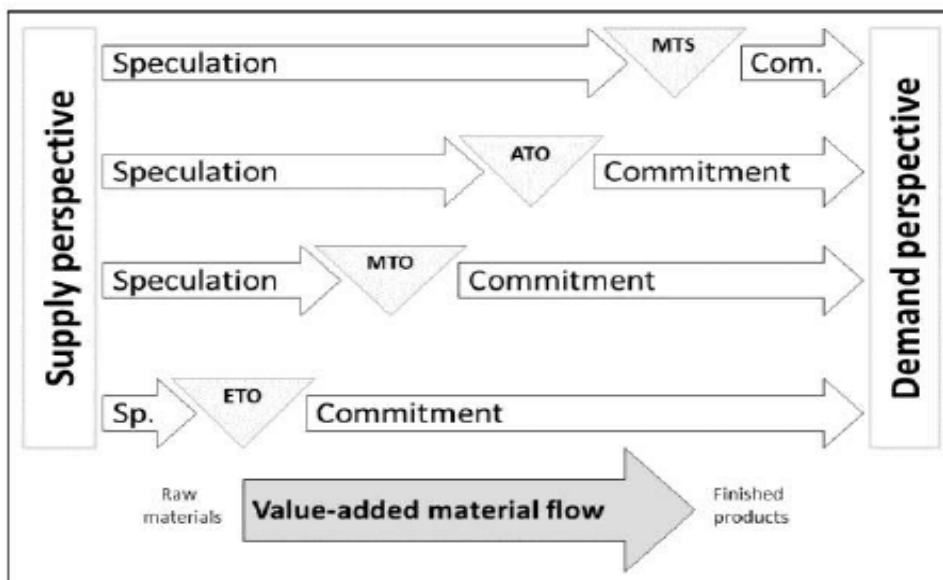 Supply perspective
Speculation
MTS
Com.
Speculation
ATO
Commitment
Speculation
MTO
Commitment
Sp.
ETO
Commitment
Demand perspective
Raw
materials
Value-added material flow
Finished
products